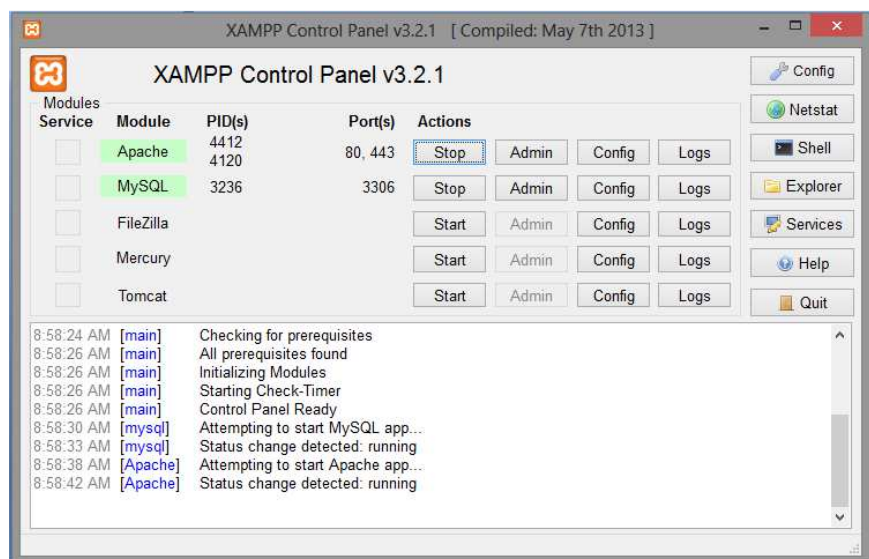 XAMPP Control Panel v3.2.1 [ Compiled: May 7th 2013 ]
XAMPP Control Panel v3.2.1
Config
Modules
Service Module PID(s) Port(s) Actions
Netstat
Apache 4412 4120 80, 443 Stop Admin Config Logs
Shell
MySQL 3236 3306 Stop Admin Config Logs
Explorer
FileZilla Start Admin Config Logs
Services
Mercury Start Admin Config Logs
Help
Tomcat Start Admin Config Logs
Quit
8:58:24 AM [main] Checking for prerequisites
8:58:26 AM [main] All prerequisites found
8:58:26 AM [main] Initializing Modules
8:58:26 AM [main] Starting Check-Timer
8:58:26 AM [main] Control Panel Ready
8:58:30 AM [mysql] Attempting to start MySQL app...
8:58:33 AM [mysql] Status change detected: running
8:58:38 AM [Apache] Attempting to start Apache app...
8:58:42 AM [Apache] Status change detected: running